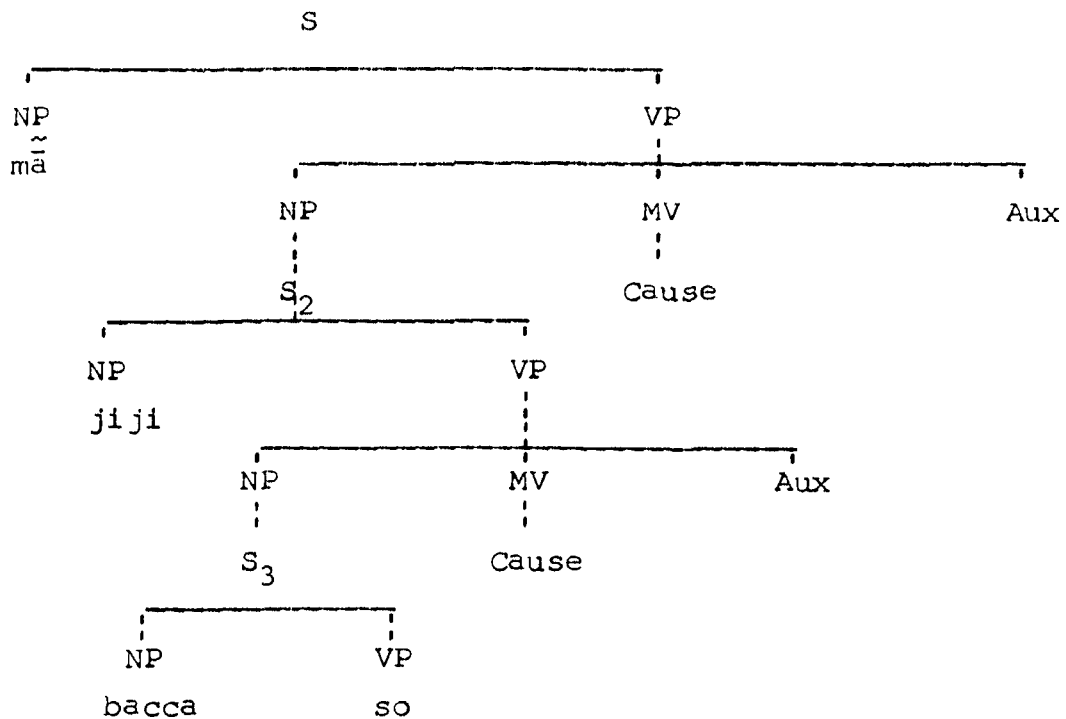 S
NP VP
mā̃
NP MV Aux
S₂ Cause
NP VP
jiji
NP MV Aux
S₃ Cause
NP VP
bacca so